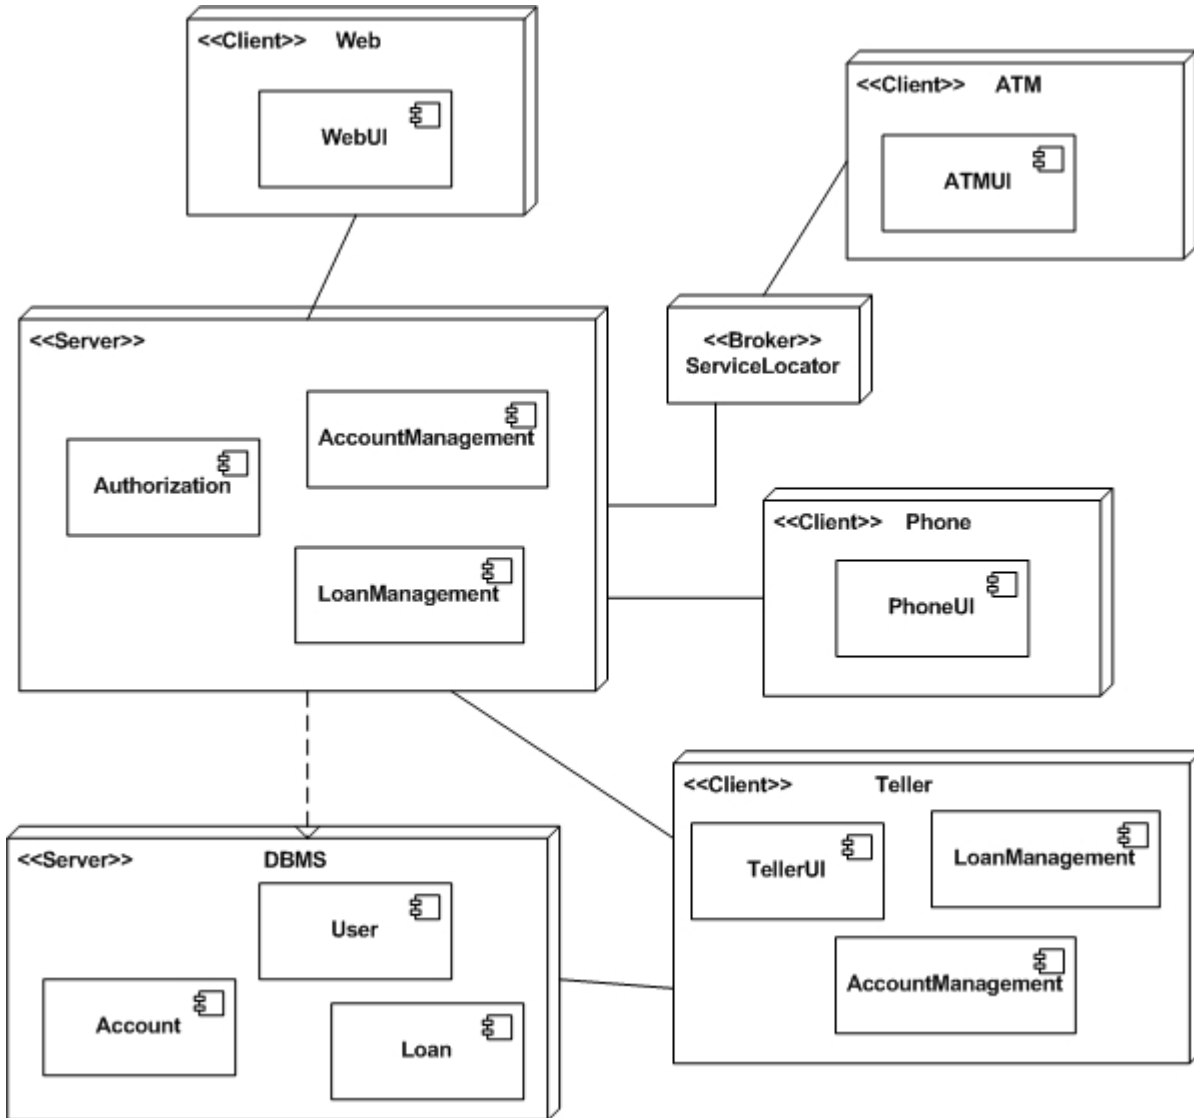 <<Client>> Web
WebUI
<<Client>> ATM
ATMUI
<<Broker>>
ServiceLocator
<<Server>>
AccountManagement
Authorization
LoanManagement
<<Client>> Phone
PhoneUI
<<Client>> Teller
TellerUI
LoanManagement
AccountManagement
<<Server>> DBMS
User
Account
Loan